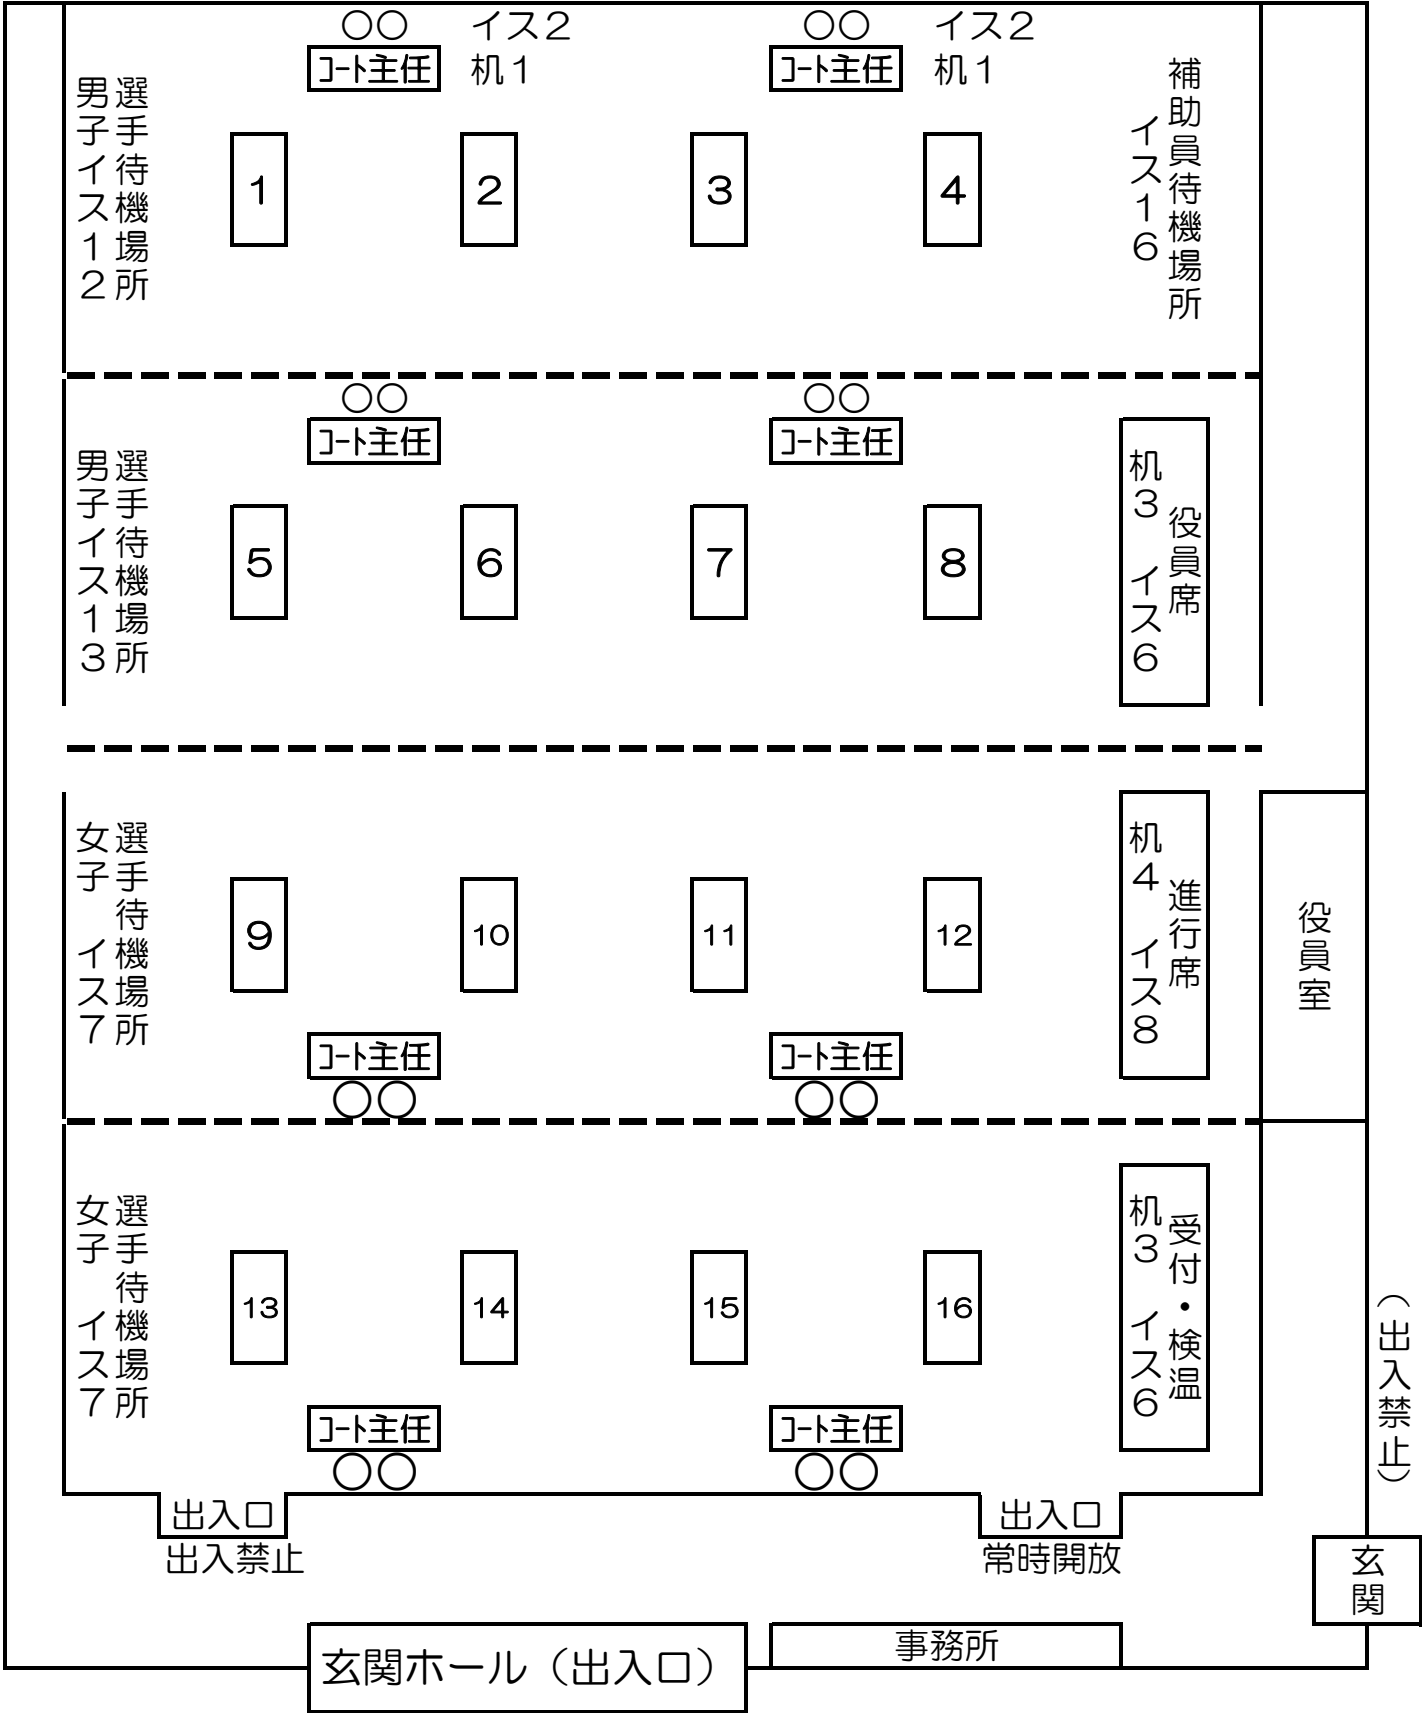 ○○
イス２
○○
イス２
コート主任
机１
コート主任
机１
選手待機場所
男子イス１２
1
2
3
4
補助員待機場所
イス１６
○○
○○
コート主任
コート主任
選手待機場所
男子イス１３
5
6
7
8
役員席
机３　イス６
選手待機場所
女子　イス７
9
10
11
12
進行席
机４　イス８
役員室
コート主任
コート主任
○○
○○
選手待機場所
女子　イス７
13
14
15
16
受付・検温
机３　イス６
（出入禁止）
コート主任
コート主任
○○
○○
出入口
出入口
出入禁止
常時開放
玄関
玄関ホール（出入口）
事務所